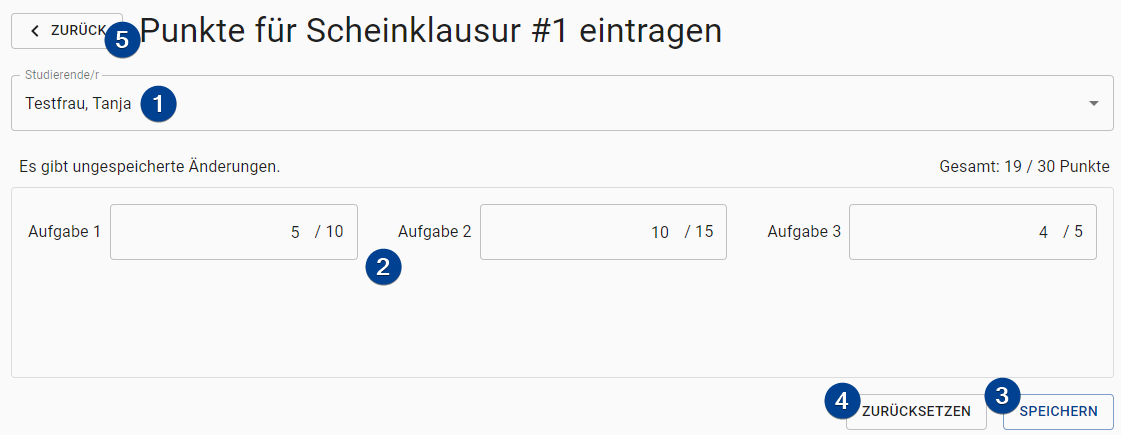 ZURÜCK 5 Punkte für Scheinklausur #1 eintragen
Studierende/r
Testfrau, Tanja 1
Es gibt ungespeicherte Änderungen. Gesamt: 19 / 30 Punkte
Aufgabe 1 5 / 10 Aufgabe 2 10 / 15 Aufgabe 3 4 / 5
2
4 ZURÜCKSETZEN 3 SPEICHERN